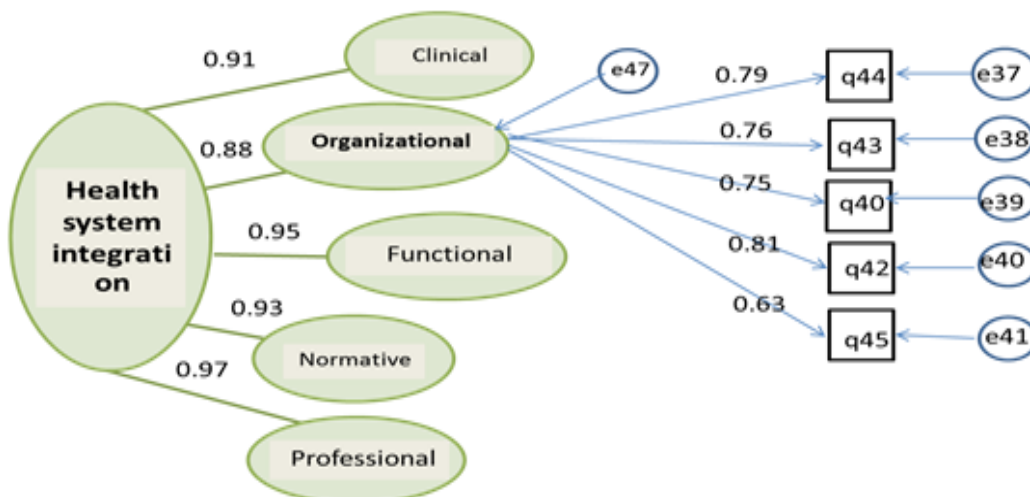 Health
system
integrati
on
0.91
0.88
0.95
0.93
0.97
Clinical
Organizational
Functional
Normative
Professional
e47
0.79
0.76
0.75
0.81
0.63
q44
q43
q40
q42
q45
e37
e38
e39
e40
e41